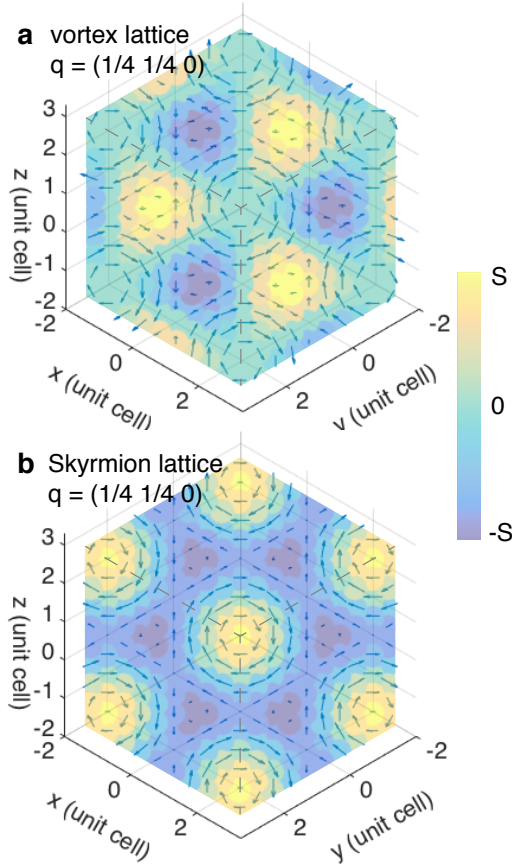 a vortex lattice
q = (1/4 1/4 0)
3
2
1
0
-1
-2
z (unit cell)
-2
0
2
x (unit cell)
-2
0
2
y (unit cell)
S
0
-S
b Skyrmion lattice
q = (1/4 1/4 0)
3
2
1
0
-1
-2
z (unit cell)
-2
0
2
x (unit cell)
-2
0
2
y (unit cell)